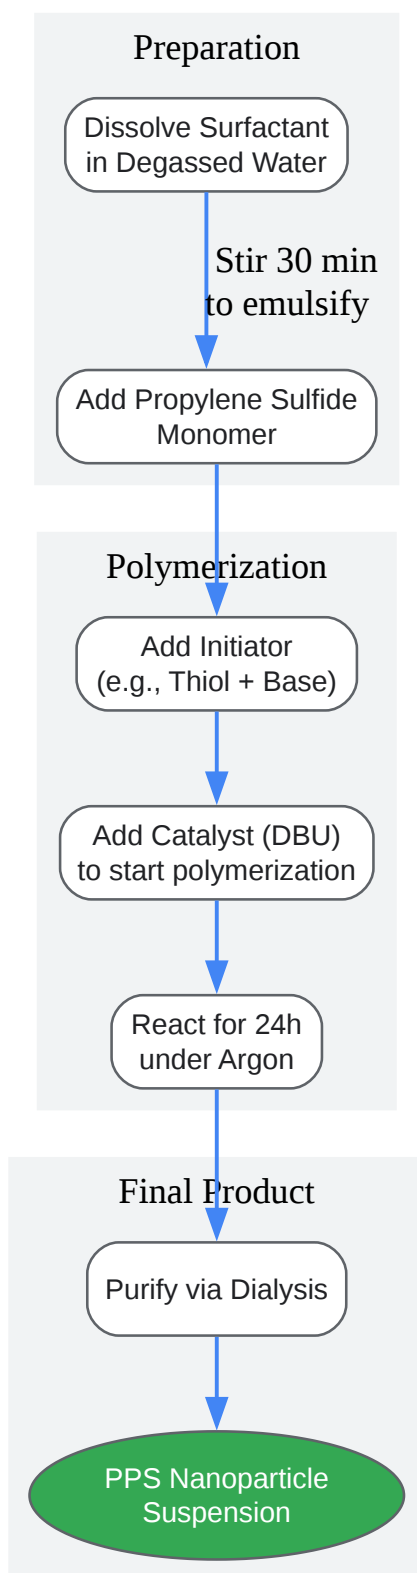 Preparation
Dissolve Surfactant
in Degassed Water
Stir 30 min
to emulsify
Add Propylene Sulfide
Monomer
Polymerization
Add Initiator
(e.g., Thiol + Base)
Add Catalyst (DBU)
to start polymerization
React for 24h
under Argon
Final Product
Purify via Dialysis
PPS Nanoparticle
Suspension